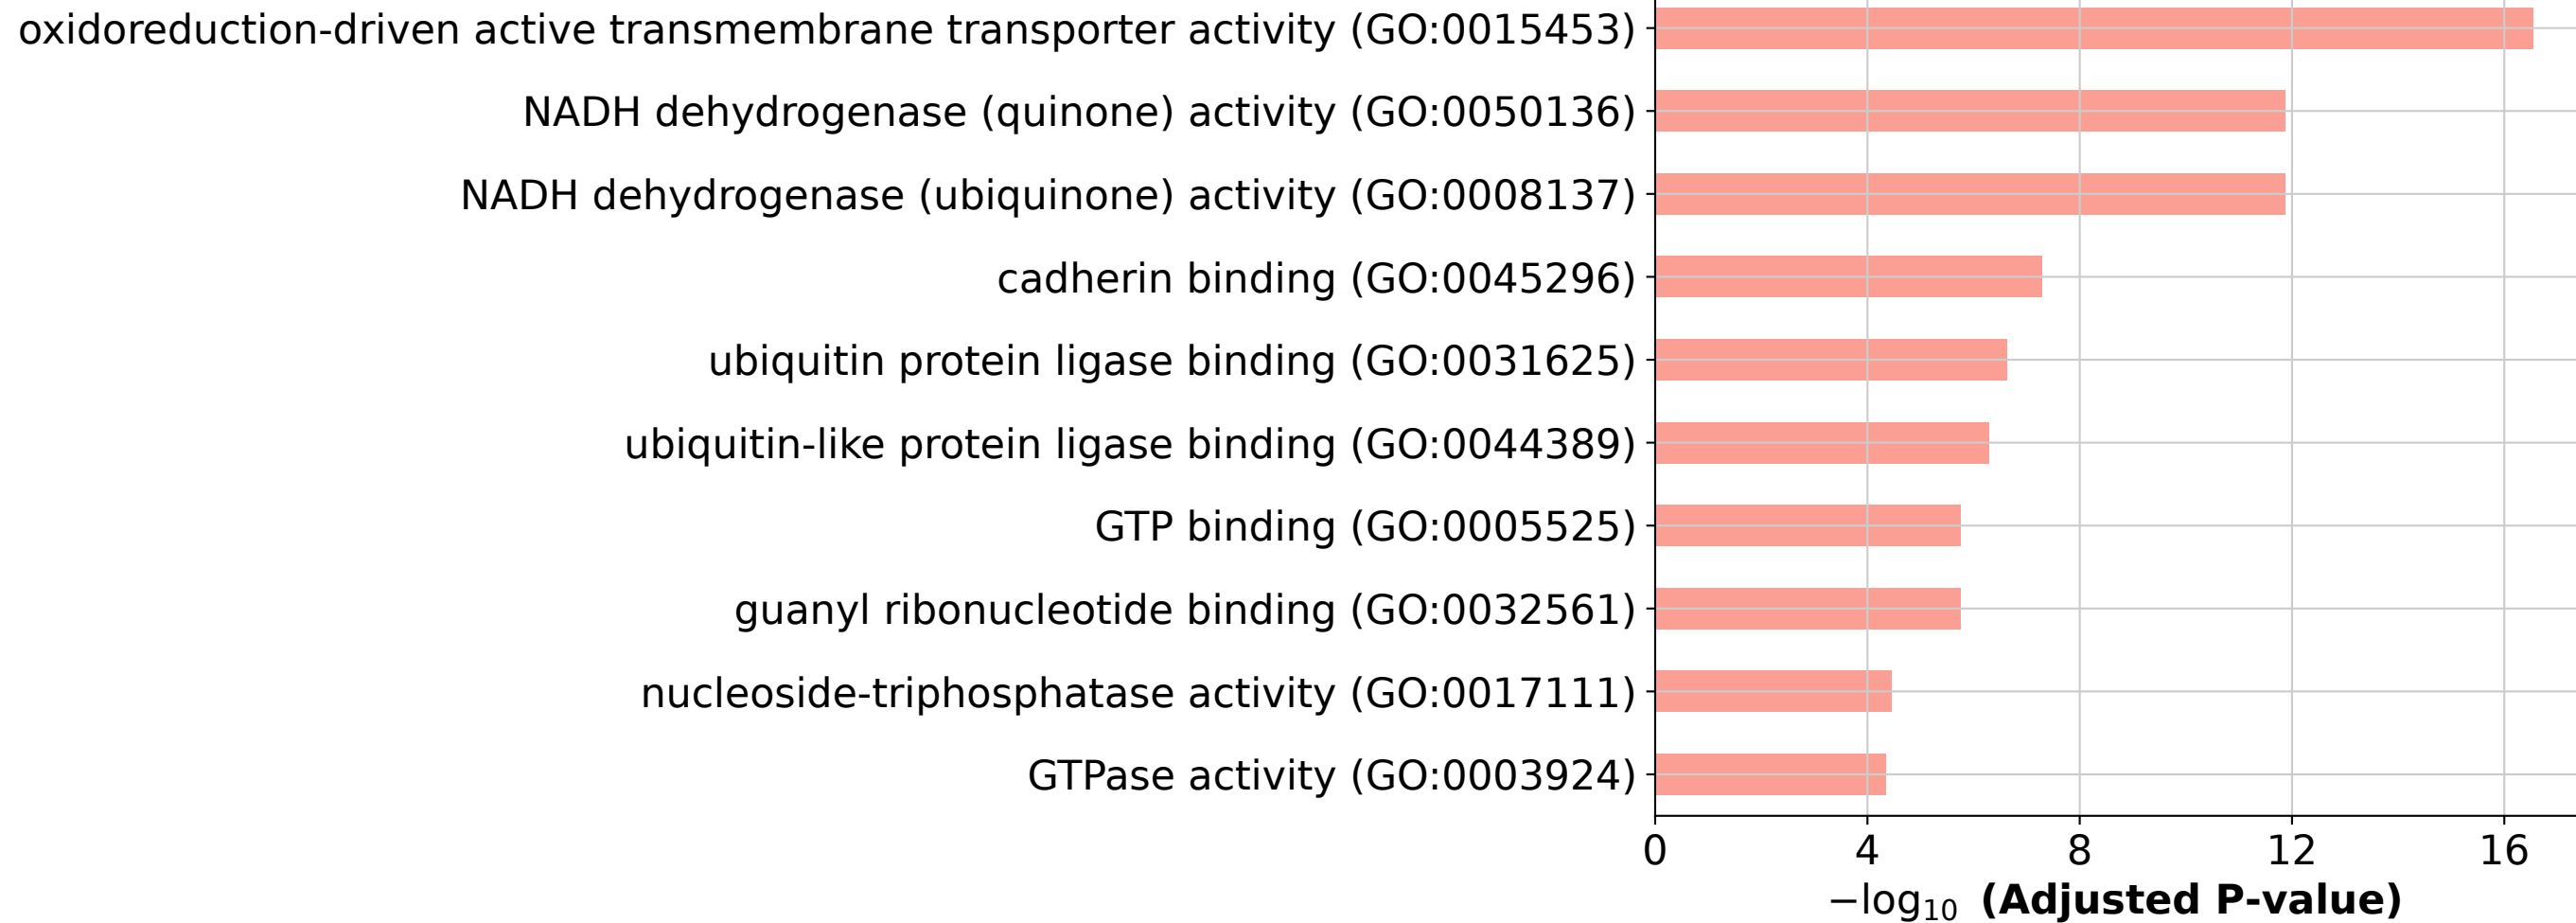 oxidoreduction-driven active transmembrane transporter activity (GO:0015453)
NADH dehydrogenase (quinone) activity (GO:0050136)
NADH dehydrogenase (ubiquinone) activity (GO:0008137)
cadherin binding (GO:0045296)
ubiquitin protein ligase binding (GO:0031625)
ubiquitin-like protein ligase binding (GO:0044389)
GTP binding (GO:0005525)
guanyl ribonucleotide binding (GO:0032561)
nucleoside-triphosphatase activity (GO:0017111)
GTPase activity (GO:0003924)
0 4 8 12 16
−log₁₀ (Adjusted P-value)